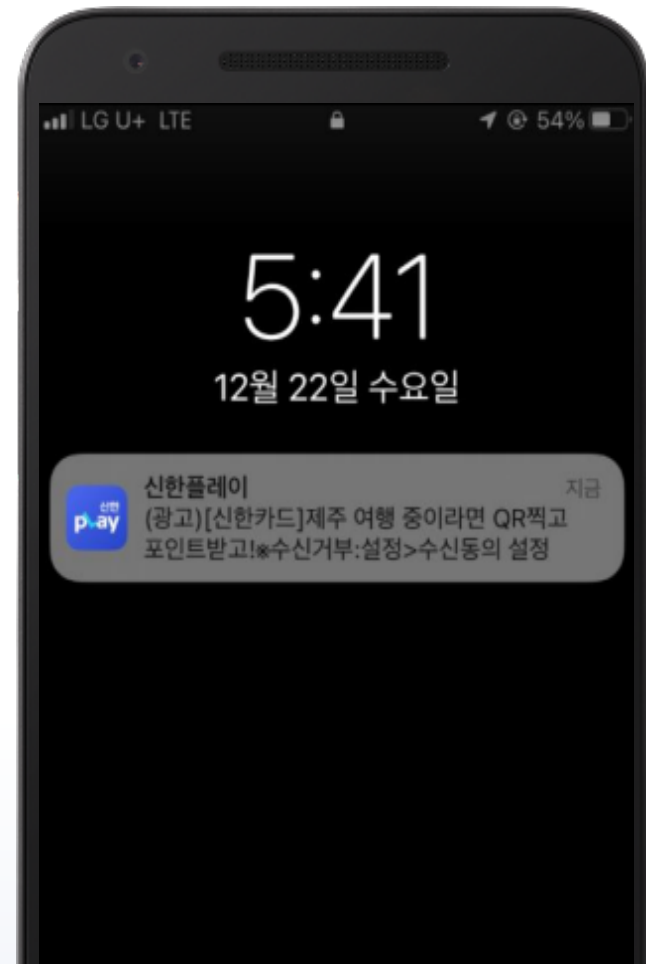 LG U+ LTE 54%
5:41
12월 22일 수요일
신한플레이 지금
신한
play
(광고)[신한카드]제주 여행 중이라면 QR찍고
포인트받고!※수신거부:설정>수신동의 설정